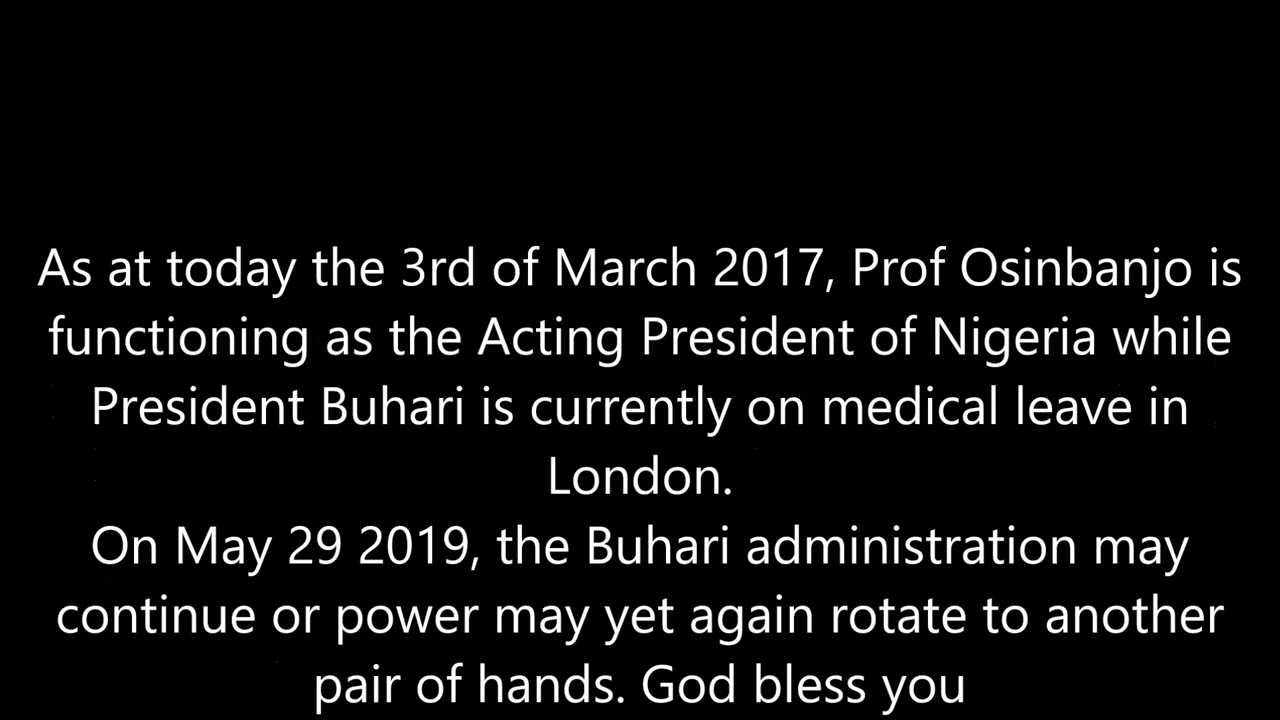 As at today the 3rd of March 2017, Prof Osinbanjo is
functioning as the Acting President of Nigeria while
President Buhari is currently on medical leave in
London.
On May 29 2019, the Buhari administration may
continue or power may yet again rotate to another
pair of hands. God bless you